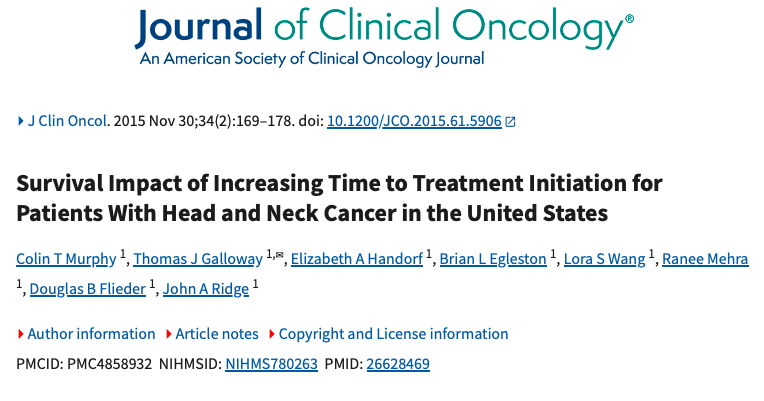 Journal of Clinical Oncology®
An American Society of Clinical Oncology Journal
J Clin Oncol. 2015 Nov 30;34(2):169–178. doi: 10.1200/JCO.2015.61.5906
Survival Impact of Increasing Time to Treatment Initiation for
Patients With Head and Neck Cancer in the United States
Colin T Murphy 1, Thomas J Galloway 1,✉, Elizabeth A Handorf 1, Brian L Egleston 1, Lora S Wang 1, Ranee Mehra
1, Douglas B Flieder 1, John A Ridge 1
Author information Article notes Copyright and License information
PMCID: PMC4858932 NIHMSID: NIHMS780263 PMID: 26628469